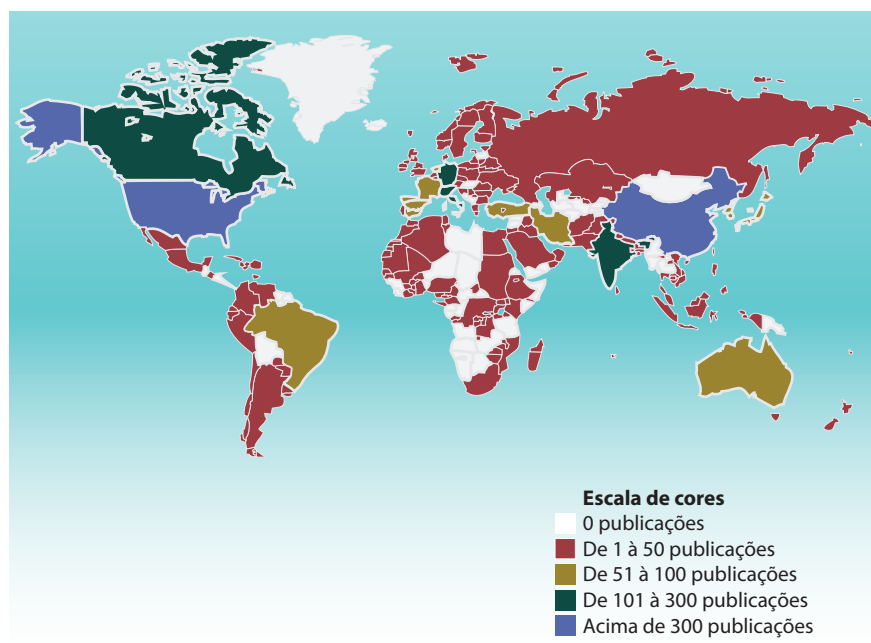 Escala de cores
0 publicações
De 1 à 50 publicações
De 51 à 100 publicações
De 101 à 300 publicações
Acima de 300 publicações